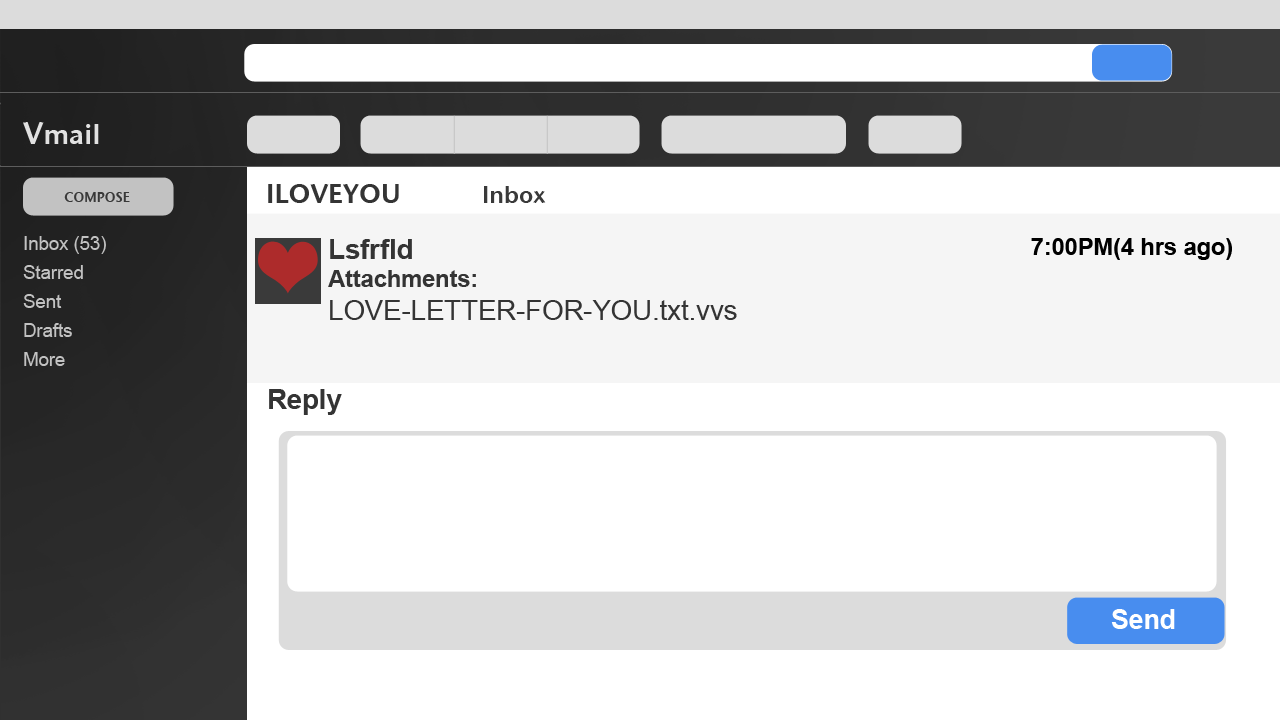 Vmail
COMPOSE
Inbox (53)
Starred
Sent
Drafts
More
ILOVEYOU Inbox
Lsfrfld 7:00PM(4 hrs ago)
Attachments:
LOVE-LETTER-FOR-YOU.txt.vvs
Reply
Send